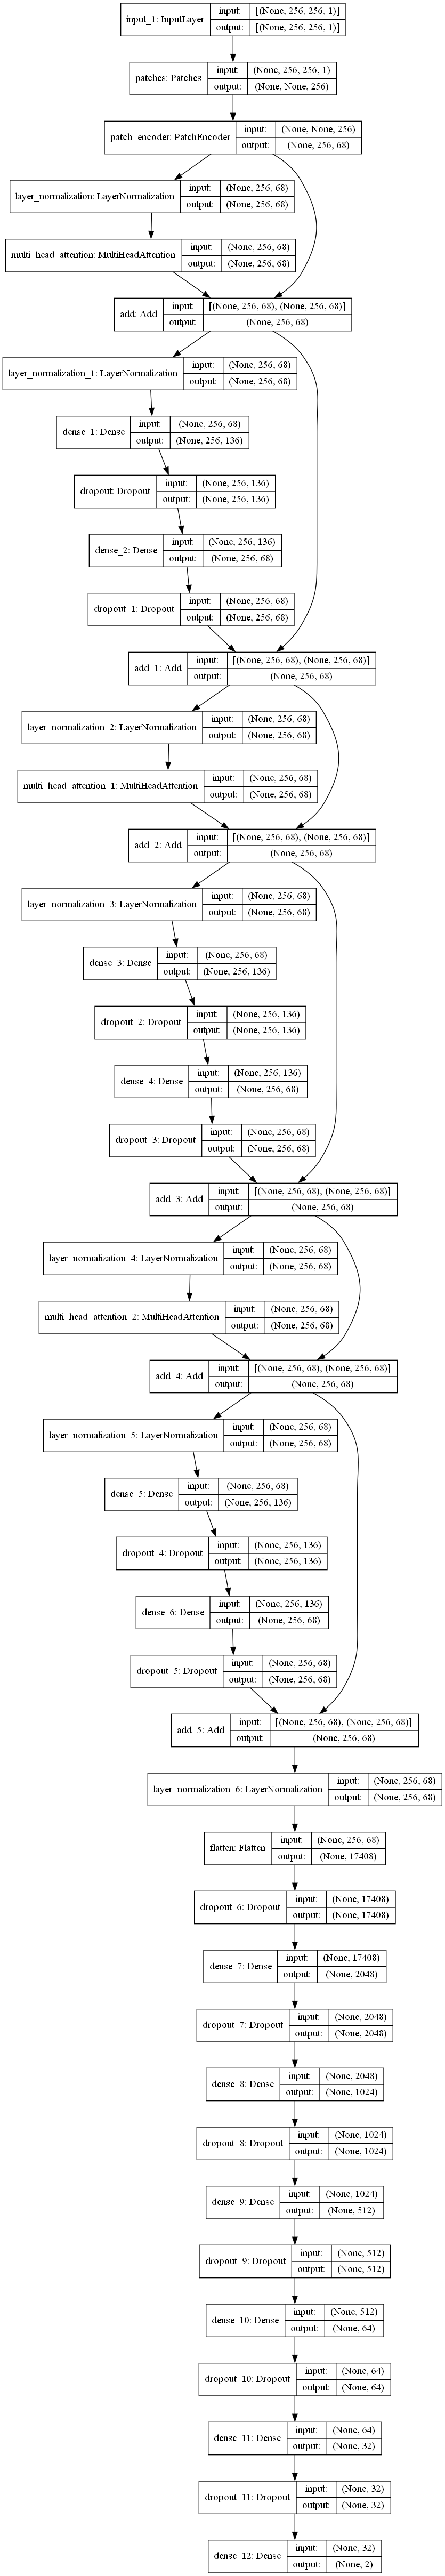 input_1: InputLayer
input: [(None, 256, 256, 1)]
output: [(None, 256, 256, 1)]
patches: Patches
input: (None, 256, 256, 1)
output: (None, None, 256)
patch_encoder: PatchEncoder
input: (None, None, 256)
output: (None, 256, 68)
layer_normalization: LayerNormalization
input: (None, 256, 68)
output: (None, 256, 68)
multi_head_attention: MultiHeadAttention
input: (None, 256, 68)
output: (None, 256, 68)
add: Add
input: [(None, 256, 68), (None, 256, 68)]
output: (None, 256, 68)
layer_normalization_1: LayerNormalization
input: (None, 256, 68)
output: (None, 256, 68)
dense_1: Dense
input: (None, 256, 68)
output: (None, 256, 136)
dropout: Dropout
input: (None, 256, 136)
output: (None, 256, 136)
dense_2: Dense
input: (None, 256, 136)
output: (None, 256, 68)
dropout_1: Dropout
input: (None, 256, 68)
output: (None, 256, 68)
add_1: Add
input: [(None, 256, 68), (None, 256, 68)]
output: (None, 256, 68)
layer_normalization_2: LayerNormalization
input: (None, 256, 68)
output: (None, 256, 68)
multi_head_attention_1: MultiHeadAttention
input: (None, 256, 68)
output: (None, 256, 68)
add_2: Add
input: [(None, 256, 68), (None, 256, 68)]
output: (None, 256, 68)
layer_normalization_3: LayerNormalization
input: (None, 256, 68)
output: (None, 256, 68)
dense_3: Dense
input: (None, 256, 68)
output: (None, 256, 136)
dropout_2: Dropout
input: (None, 256, 136)
output: (None, 256, 136)
dense_4: Dense
input: (None, 256, 136)
output: (None, 256, 68)
dropout_3: Dropout
input: (None, 256, 68)
output: (None, 256, 68)
add_3: Add
input: [(None, 256, 68), (None, 256, 68)]
output: (None, 256, 68)
layer_normalization_4: LayerNormalization
input: (None, 256, 68)
output: (None, 256, 68)
multi_head_attention_2: MultiHeadAttention
input: (None, 256, 68)
output: (None, 256, 68)
add_4: Add
input: [(None, 256, 68), (None, 256, 68)]
output: (None, 256, 68)
layer_normalization_5: LayerNormalization
input: (None, 256, 68)
output: (None, 256, 68)
dense_5: Dense
input: (None, 256, 68)
output: (None, 256, 136)
dropout_4: Dropout
input: (None, 256, 136)
output: (None, 256, 136)
dense_6: Dense
input: (None, 256, 136)
output: (None, 256, 68)
dropout_5: Dropout
input: (None, 256, 68)
output: (None, 256, 68)
add_5: Add
input: [(None, 256, 68), (None, 256, 68)]
output: (None, 256, 68)
layer_normalization_6: LayerNormalization
input: (None, 256, 68)
output: (None, 256, 68)
flatten: Flatten
input: (None, 256, 68)
output: (None, 17408)
dropout_6: Dropout
input: (None, 17408)
output: (None, 17408)
dense_7: Dense
input: (None, 17408)
output: (None, 2048)
dropout_7: Dropout
input: (None, 2048)
output: (None, 2048)
dense_8: Dense
input: (None, 2048)
output: (None, 1024)
dropout_8: Dropout
input: (None, 1024)
output: (None, 1024)
dense_9: Dense
input: (None, 1024)
output: (None, 512)
dropout_9: Dropout
input: (None, 512)
output: (None, 512)
dense_10: Dense
input: (None, 512)
output: (None, 64)
dropout_10: Dropout
input: (None, 64)
output: (None, 64)
dense_11: Dense
input: (None, 64)
output: (None, 32)
dropout_11: Dropout
input: (None, 32)
output: (None, 32)
dense_12: Dense
input: (None, 32)
output: (None, 2)